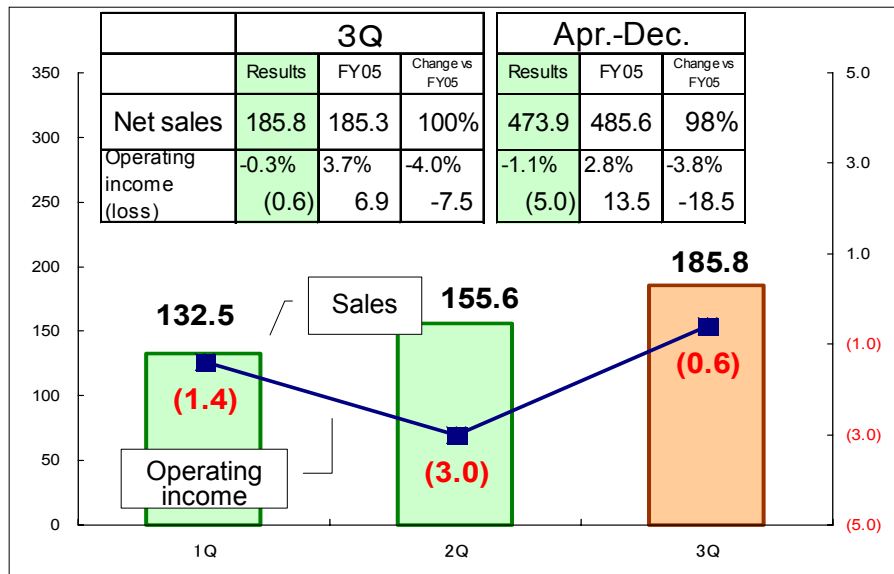 3Q Apr.-Dec.
Results FY05 Change vs FY05 Results FY05 Change vs FY05
Net sales 185.8 185.3 100% 473.9 485.6 98%
Operating income (loss) -0.3% 3.7% -4.0% -1.1% 2.8% -3.8%
(0.6) 6.9 -7.5 (5.0) 13.5 -18.5
350
300
250
200
150
100
50
0
5.0
3.0
1.0
(1.0)
(3.0)
(5.0)
132.5
155.6
185.8
Sales
(1.4)
(3.0)
(0.6)
Operating
income
1Q 2Q 3Q